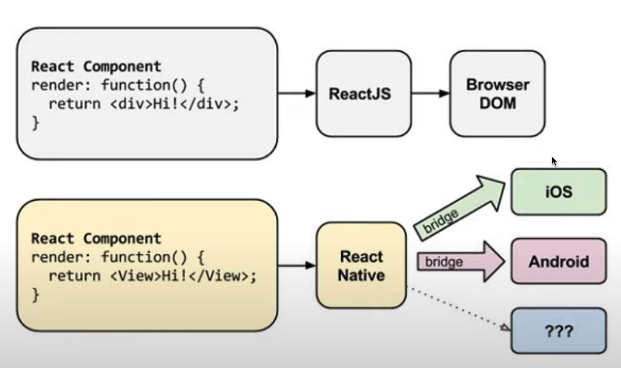 React Component
render: function() {
return <div>Hi!</div>;
}
ReactJS
Browser
DOM
React Component
render: function() {
return <View>Hi!</View>;
}
React
Native
bridge
bridge
iOS
Android
???